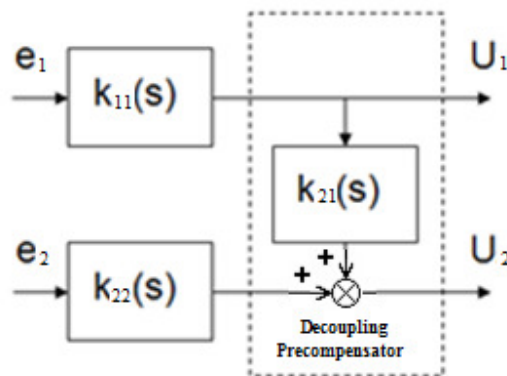 e₁
k₁₁(s)
U₁
k₂₁(s)
+
e₂
+
U₂
k₂₂(s)
Decoupling
Precompensator